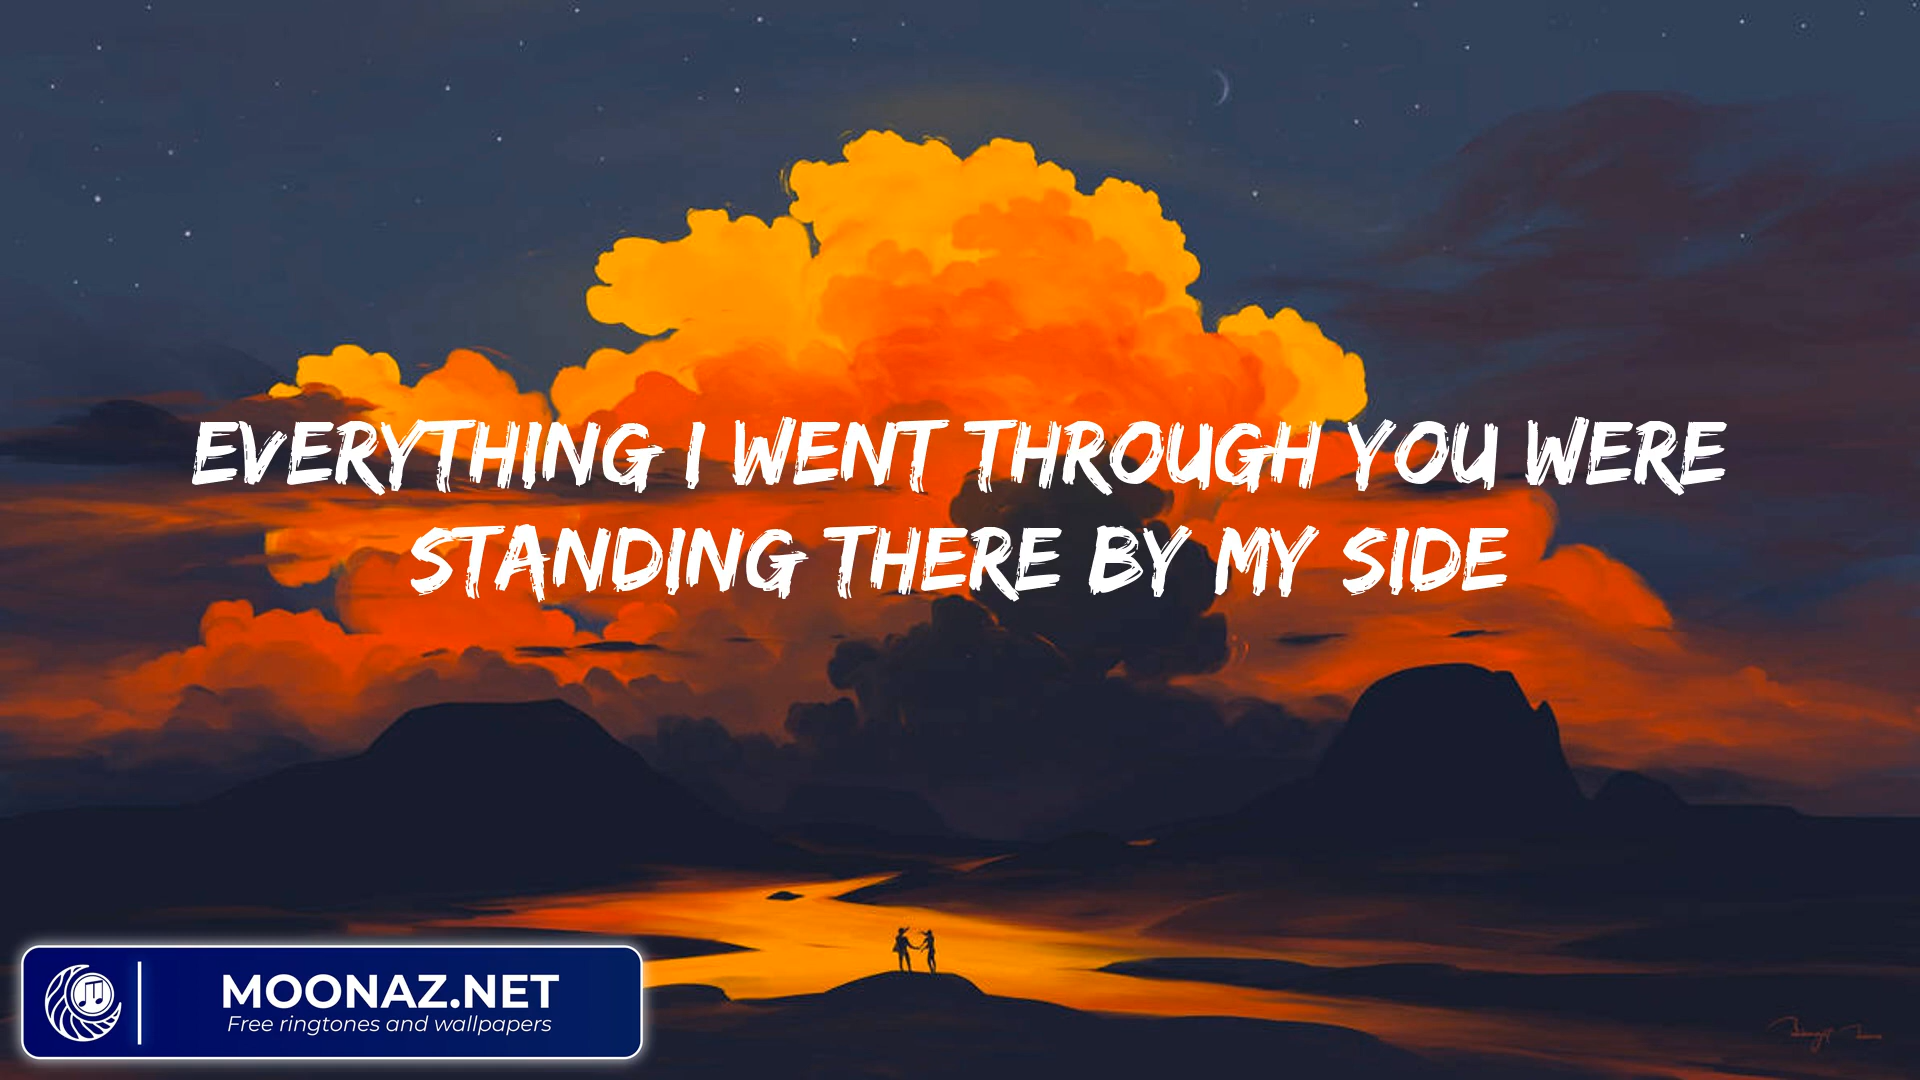 EVERYTHING I WENT THROUGH YOU WERE
STANDING THERE BY MY SIDE
MOONAZ.NET
Free ringtones and wallpapers